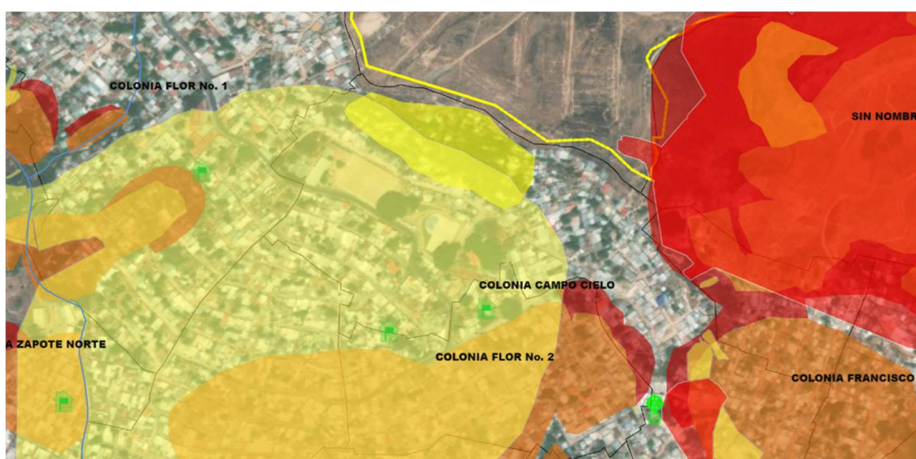 COLONIA FLOR No. 1
SIN NOMBR
COLONIA CAMPO CIELO
A ZAPOTE NORTE
COLONIA FLOR No. 2
COLONIA FRANCISCO